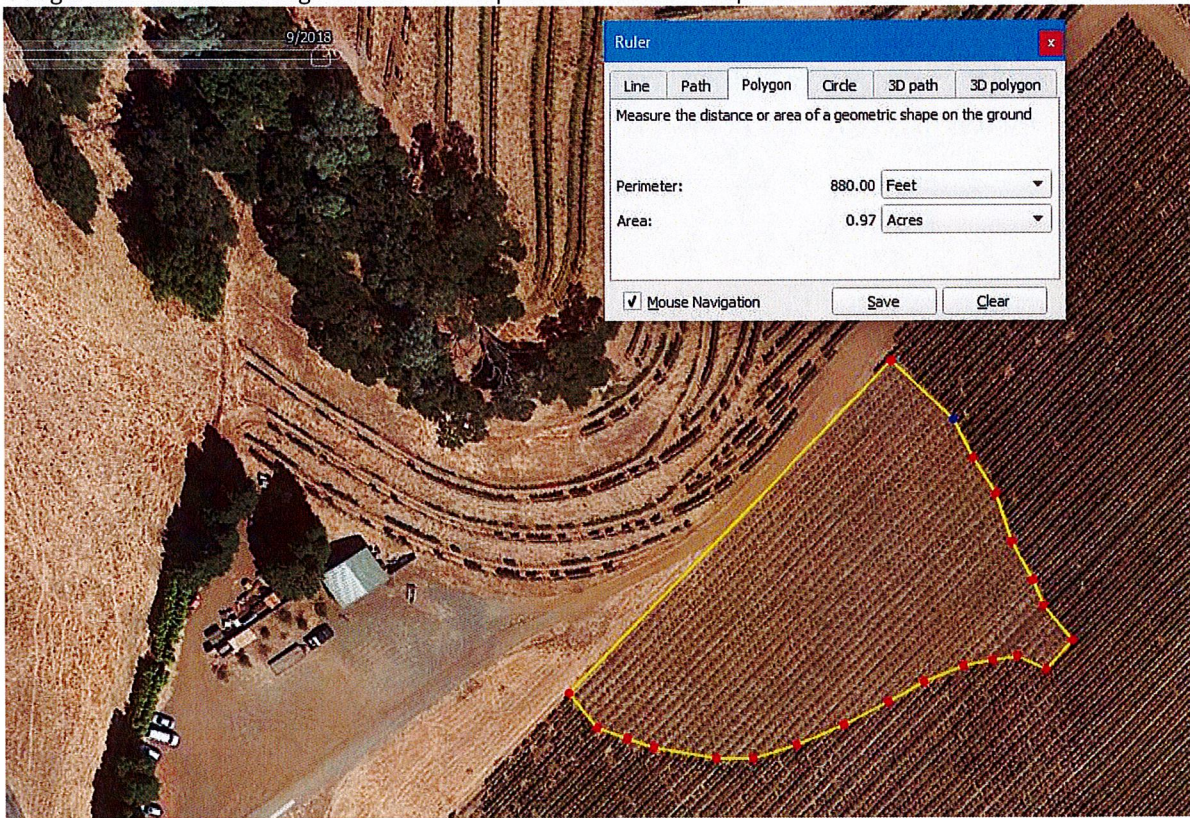 9/2018
Ruler
x
Line Path Polygon Circle 3D path 3D polygon
Measure the distance or area of a geometric shape on the ground
Perimeter: 880.00 Feet
Area: 0.97 Acres
Mouse Navigation Save Clear